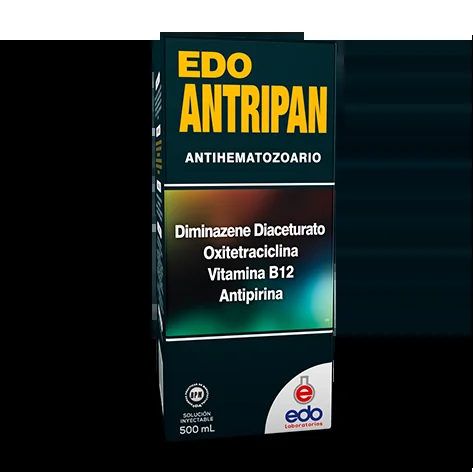 EDO
ANTRIPAN
ANTIHEMATOZOARIO
Diminazene Diaceturato
Oxitetraciclina
Vitamina B12
Antipirina
SOLUCIÓN
INYECTABLE
500 mL
e
edo
Laboratorios